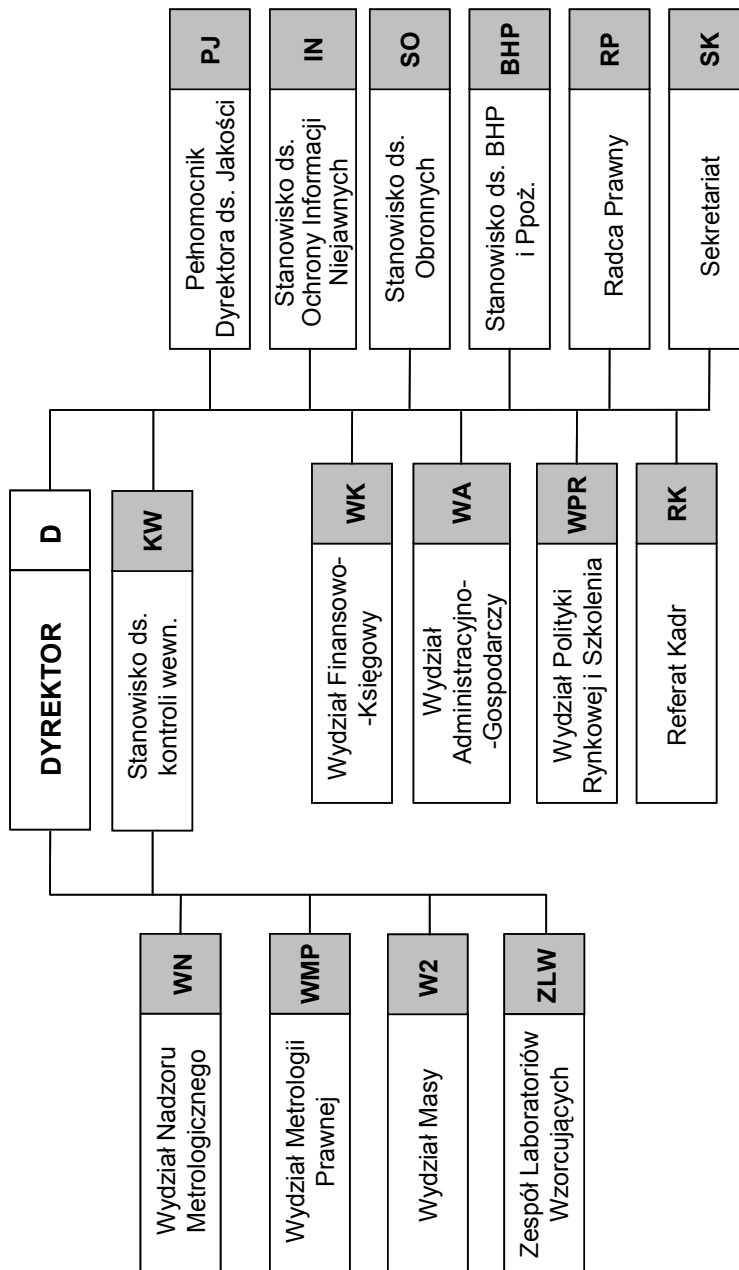 DYREKTOR
D
Stanowisko ds.
kontroli wewn.
KW
Wydział Nadzoru
Metrologicznego
WN
Wydział Metrologii
Prawnej
WMP
Wydział Masy
W2
Zespół Laboratoriów
Wzorcujących
ZLW
Wydział Finansowo-
-Księgowy
WK
Wydział
Administracyjno-
-Gospodarczy
WA
Wydział Polityki
Rynkowej i Szkolenia
WPR
Referat Kadr
RK
Pełnomocnik
Dyrektora ds. Jakości
PJ
Stanowisko ds.
Ochrony Informacji
Niejawnych
IN
Stanowisko ds.
Obronnych
SO
Stanowisko ds. BHP
i Ppoż.
BHP
Radca Prawny
RP
Sekretariat
SK